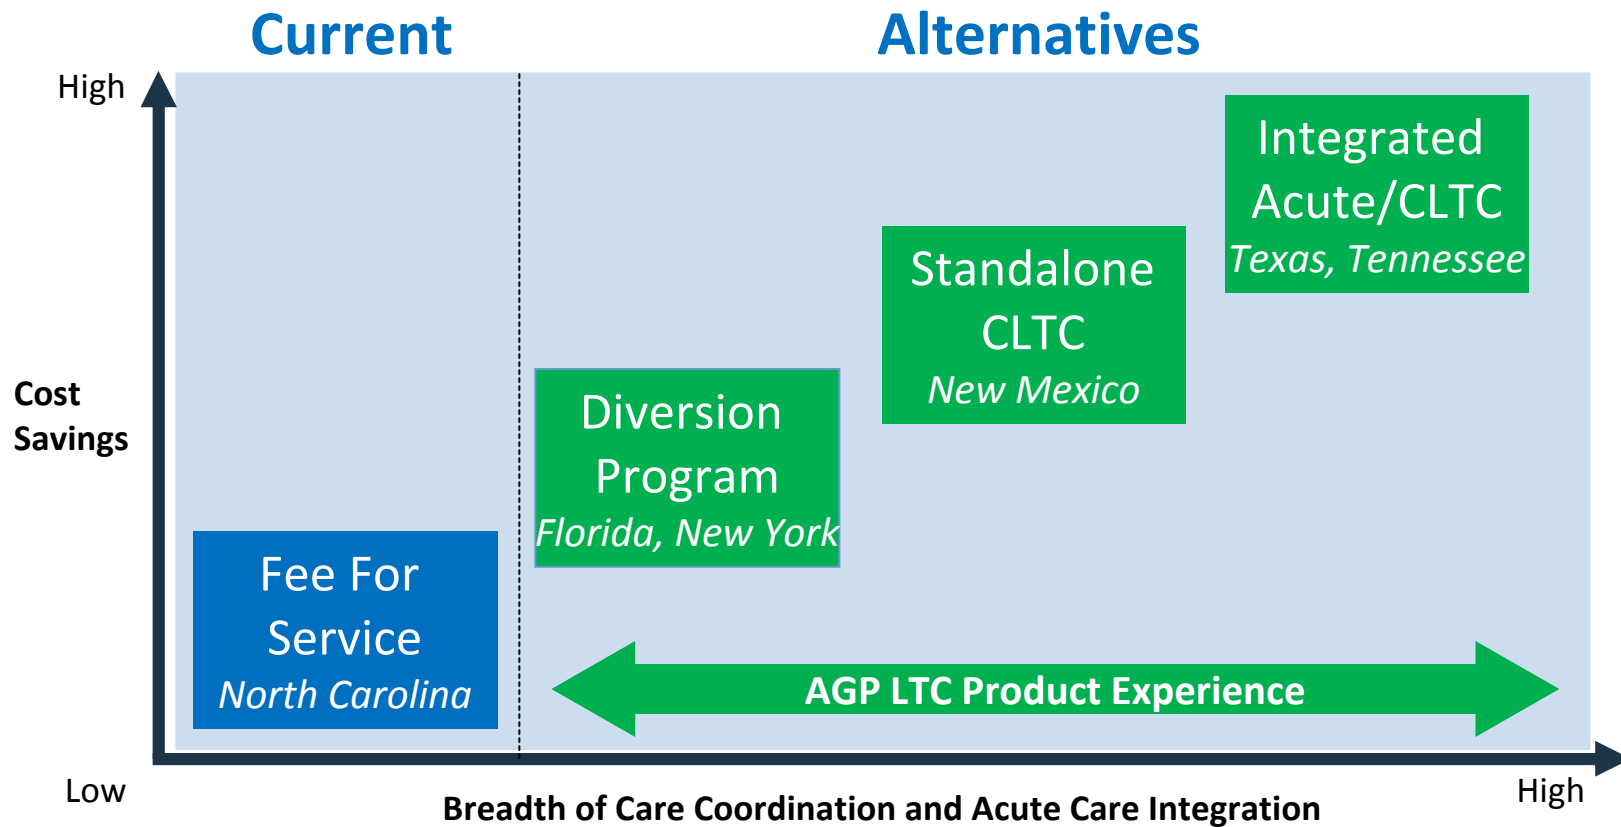 Current
Alternatives
High
Integrated
Acute/CLTC
Texas, Tennessee
Standalone
CLTC
New Mexico
Cost
Savings
Diversion
Program
Florida, New York
Fee For
Service
North Carolina
AGP LTC Product Experience
Low
High
Breadth of Care Coordination and Acute Care Integration